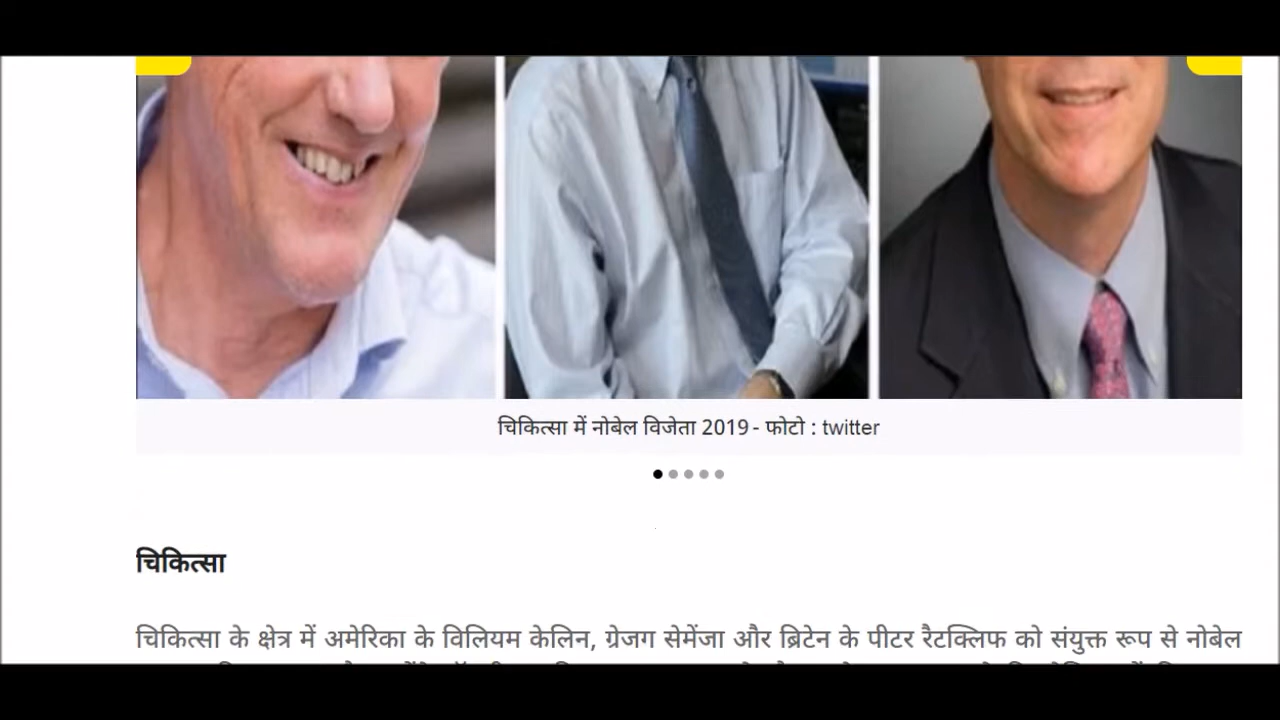 चिकित्सा में नोबेल विजेता 2019- फोटो : twitter
चिकित्सा
चिकित्सा के क्षेत्र में अमेरिका के विलियम केलिन, ग्रेजग सेमेंजा और ब्रिटेन के पीटर रैटक्लिफ को संयुक्त रूप से नोबेल